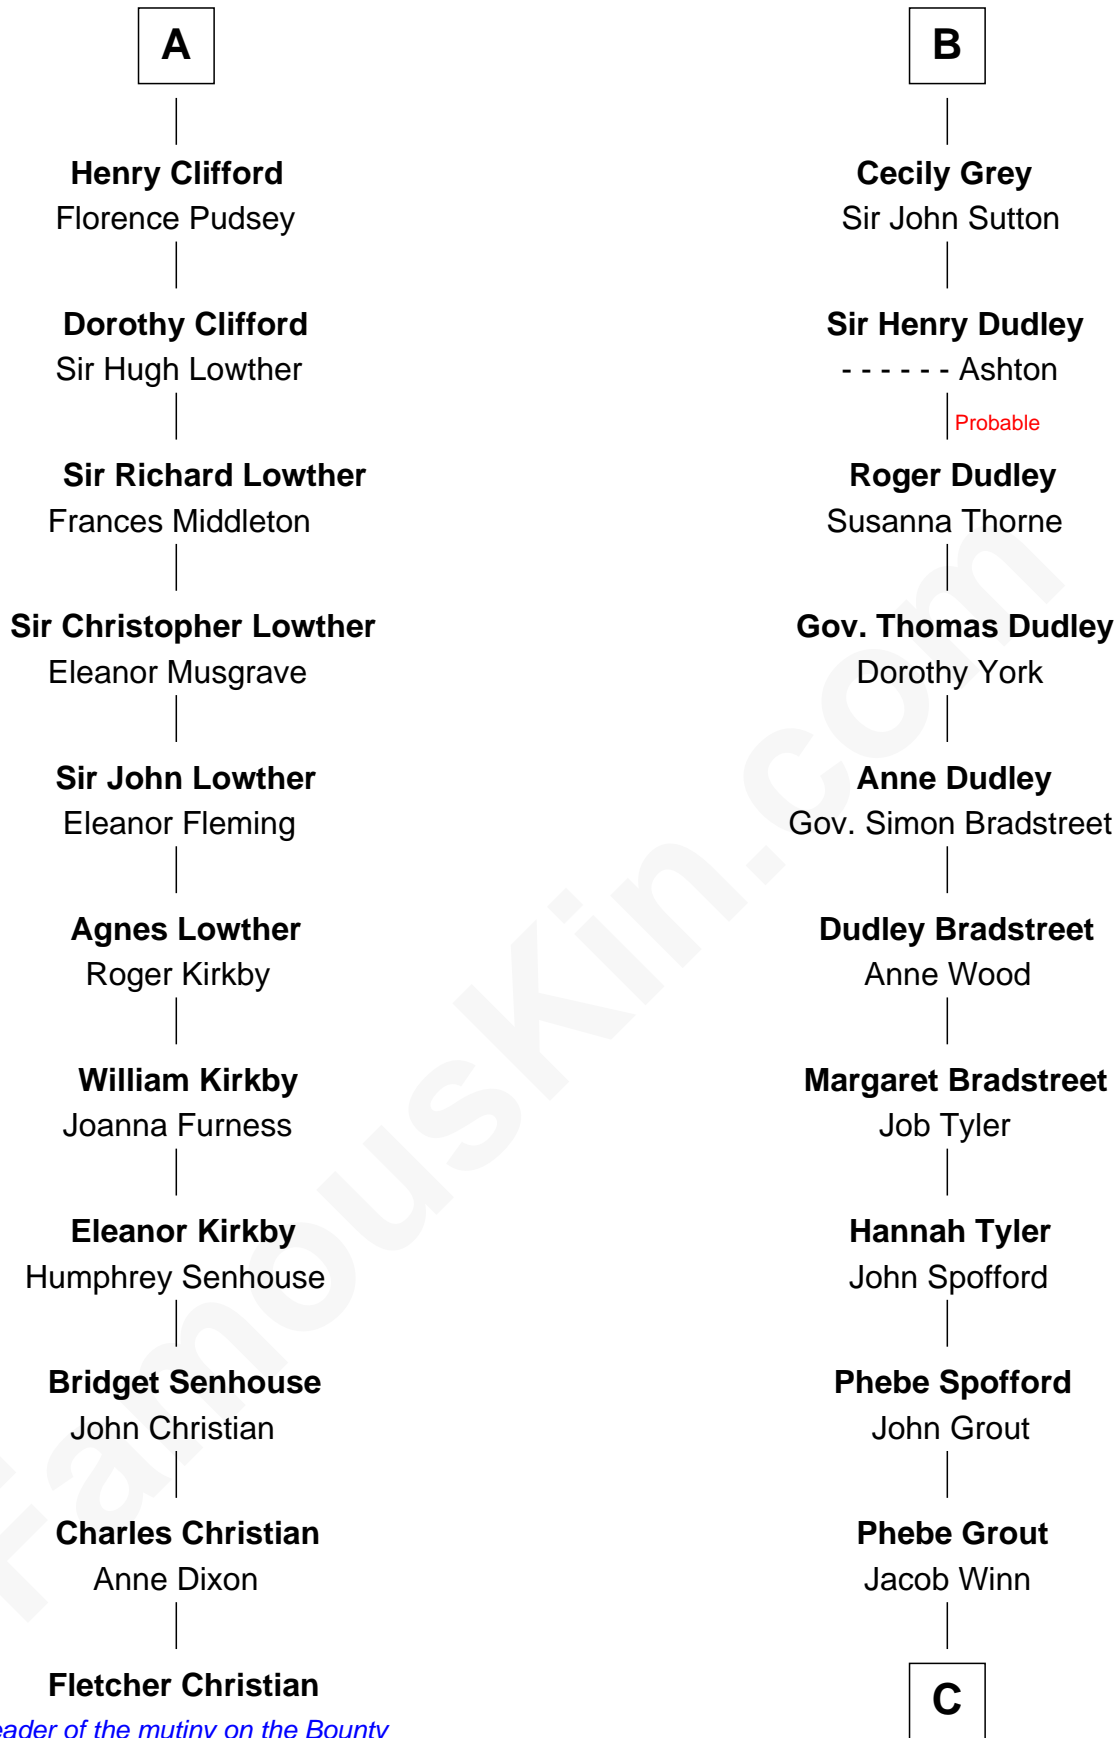 A
Henry Clifford
Florence Pudsey
Dorothy Clifford
Sir Hugh Lowther
Sir Richard Lowther
Frances Middleton
Sir Christopher Lowther
Eleanor Musgrave
Sir John Lowther
Eleanor Fleming
Agnes Lowther
Roger Kirkby
William Kirkby
Joanna Furness
Eleanor Kirkby
Humphrey Senhouse
Bridget Senhouse
John Christian
Charles Christian
Anne Dixon
Fletcher Christian
eader of the mutiny on the Bounty
B
Cecily Grey
Sir John Sutton
Sir Henry Dudley
- - - - - - Ashton
Probable
Roger Dudley
Susanna Thorne
Gov. Thomas Dudley
Dorothy York
Anne Dudley
Gov. Simon Bradstreet
Dudley Bradstreet
Anne Wood
Margaret Bradstreet
Job Tyler
Hannah Tyler
John Spofford
Phebe Spofford
John Grout
Phebe Grout
Jacob Winn
C
FamousKin.com